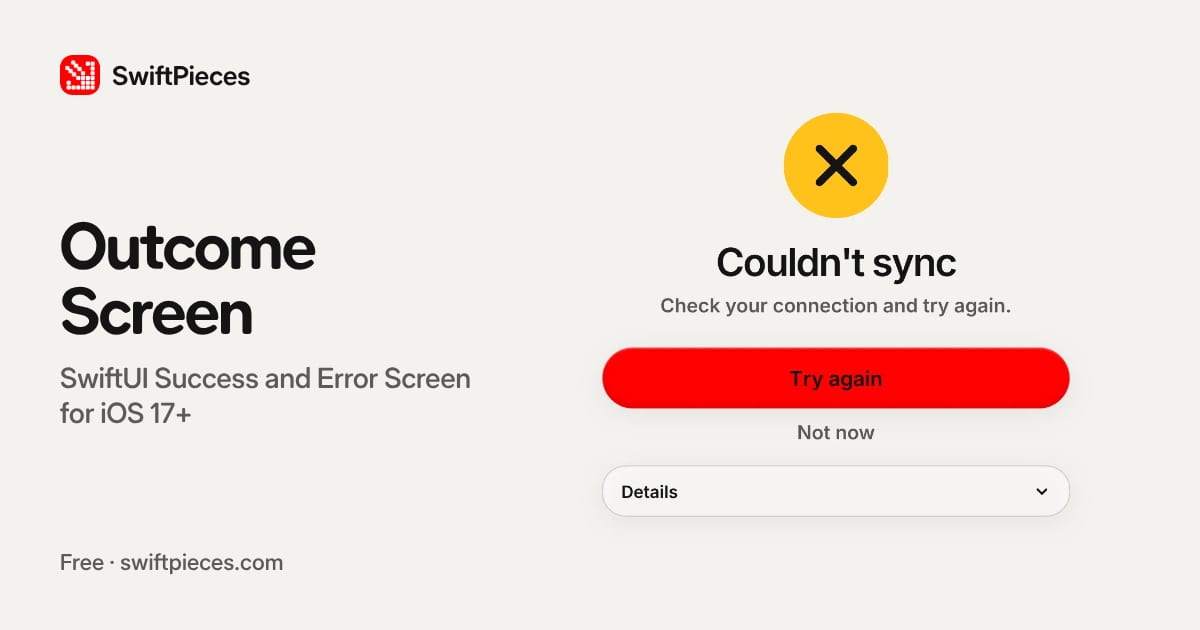 SwiftPieces
Outcome
Screen
SwiftUI Success and Error Screen
for iOS 17+
Free · swiftpieces.com
Couldn't sync
Check your connection and try again.
Try again
Not now
Details